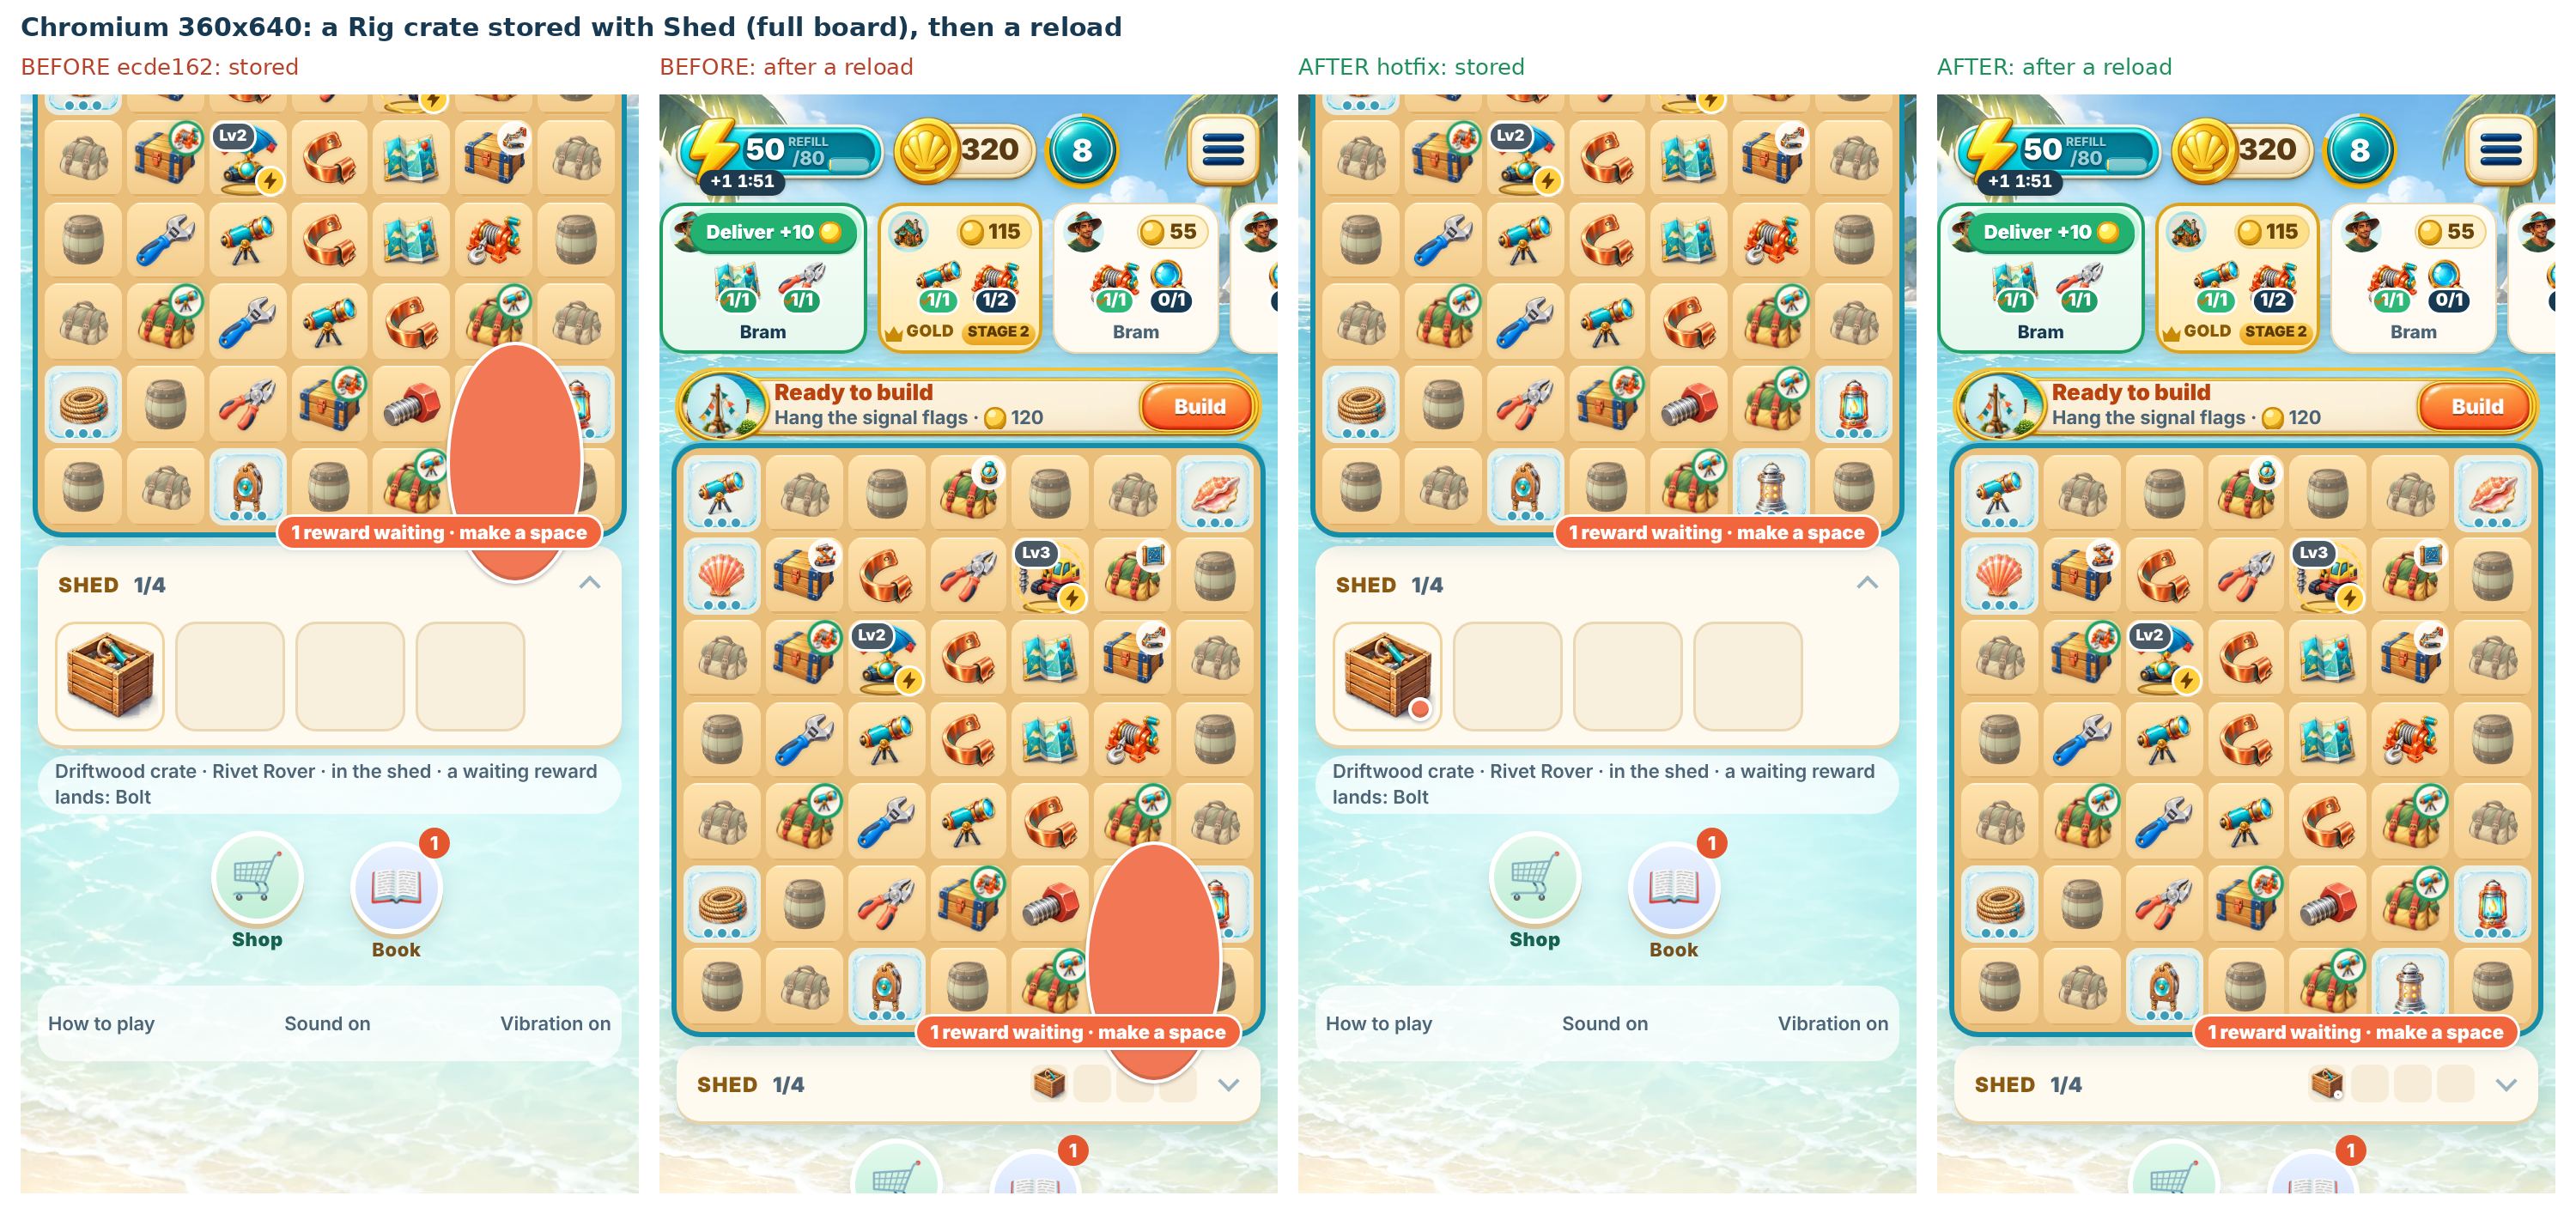 Chromium 360x640: a Rig crate stored with Shed (full board), then a reload
BEFORE ecde162: stored
Lv2
1 reward waiting · make a space
SHED 1/4
Driftwood crate · Rivet Rover · in the shed · a waiting reward
lands: Bolt
1
Shop
Book
How to play Sound on Vibration on
BEFORE: after a reload
50 REFILL /80
+1 1:51
320
8
Deliver +10
1/1 1/1
Bram
115
1/1 1/2
GOLD STAGE 2
55
1/1 0/1
Bram
Ready to build
Hang the signal flags · 120
Build
Lv3
Lv2
1 reward waiting · make a space
SHED 1/4
1
AFTER hotfix: stored
Lv2
1 reward waiting · make a space
SHED 1/4
Driftwood crate · Rivet Rover · in the shed · a waiting reward
lands: Bolt
1
Shop
Book
How to play Sound on Vibration on
AFTER: after a reload
50 REFILL /80
+1 1:51
320
8
Deliver +10
1/1 1/1
Bram
115
1/1 1/2
GOLD STAGE 2
55
1/1 0/1
Bram
Ready to build
Hang the signal flags · 120
Build
Lv3
Lv2
1 reward waiting · make a space
SHED 1/4
1